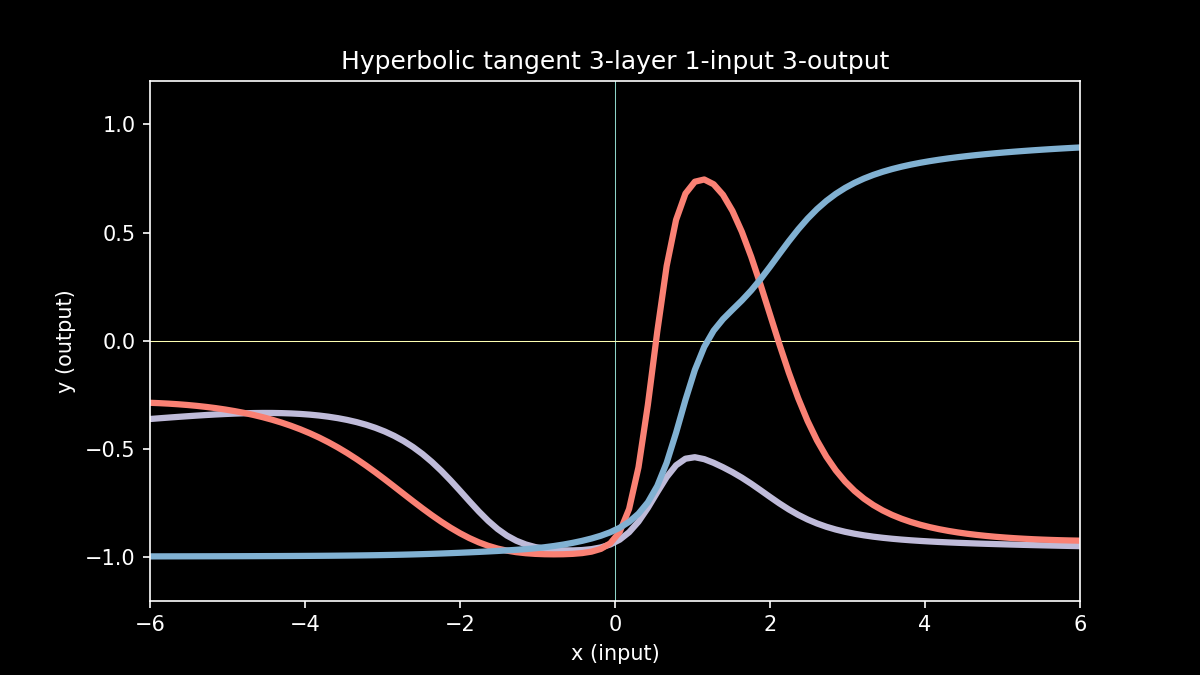 Hyperbolic tangent 3-layer 1-input 3-output
1.0
0.5
0.0
−0.5
−1.0
y (output)
−6 −4 −2 0 2 4 6
x (input)